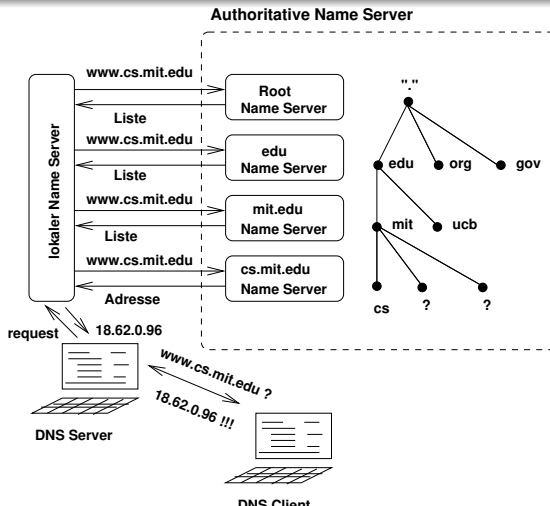 Authoritative Name Server
www.cs.mit.edu
Liste
Root
Name Server
www.cs.mit.edu
Liste
edu
Name Server
www.cs.mit.edu
Liste
mit.edu
Name Server
www.cs.mit.edu
Adresse
cs.mit.edu
Name Server
lokaler Name Server
"."
edu
org
gov
mit
ucb
cs
?
?
request
18.62.0.96
www.cs.mit.edu ?
18.62.0.96 !!!
DNS Server
DNS Client